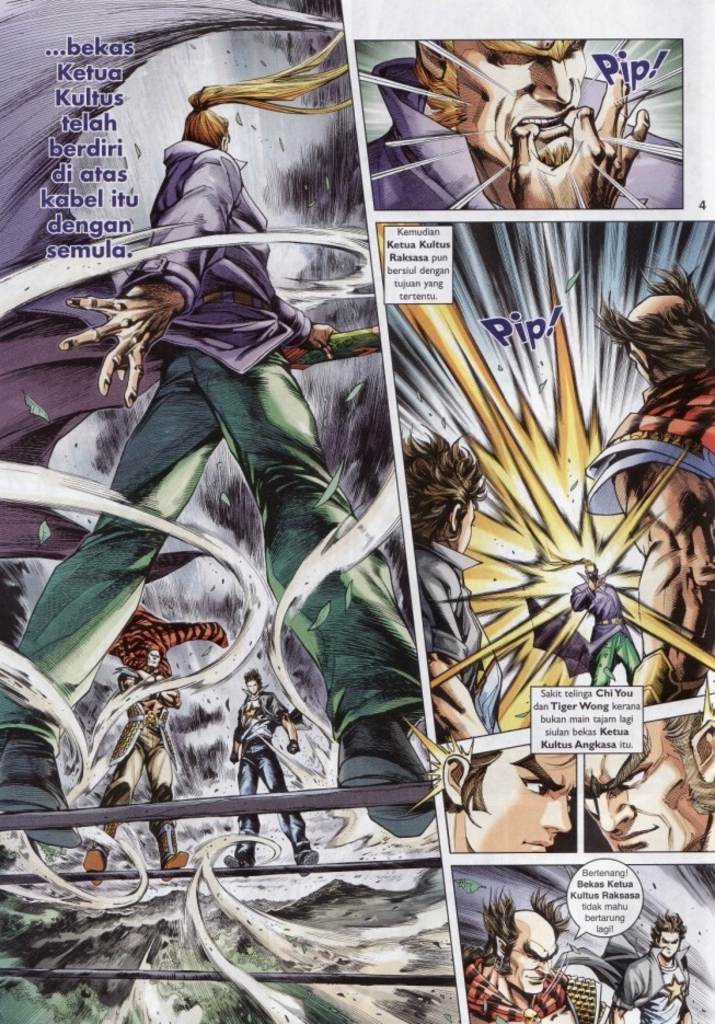 ...bekas
Ketua
Kultus
telah
berdiri
di atas
kabel itu
dengan
semula.
Pip!
4
Kemudian
Ketua Kultus
Raksasa pun
bersiul dengan
tujuan yang
tertentu.
Pip!
Sakit telinga Chi You
dan Tiger Wong kerana
bukan main tajam lagi
siulan bekas Ketua
Kultus Angkasa itu.
Bertenang!
Bekas Ketua
Kultus Raksasa
tidak mahu
bertarung
lagi!